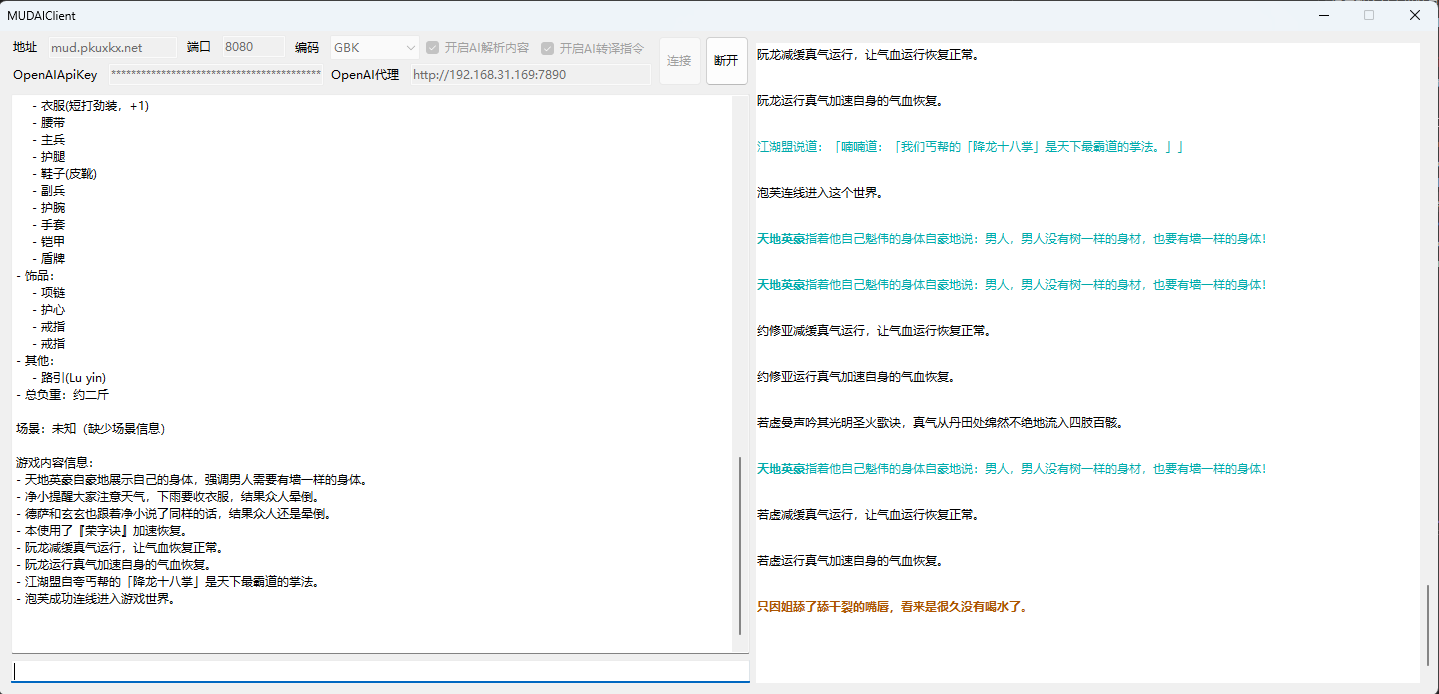 MUDAIClient
地址 mud.pkuxkx.net 端口 8080 编码 GBK 开启AI解析内容 开启AI转译指令 连接 断开
OpenAIApiKey ****************************************** OpenAI代理 http://192.168.31.169:7890
- 衣服(短打劲装，+1)
- 腰带
- 主兵
- 护腿
- 鞋子(皮靴)
- 副兵
- 护腕
- 手套
- 铠甲
- 盾牌
- 饰品：
- 项链
- 护心
- 戒指
- 戒指
- 其他：
- 路引(Lu yin)
- 总负重：约二斤
场景：未知（缺少场景信息）
游戏内容信息：
- 天地英豪自豪地展示自己的身体，强调男人需要有墙一样的身体。
- 净小提醒大家注意天气，下雨要收衣服，结果众人晕倒。
- 德萨和玄玄也跟着净小说了同样的话，结果众人还是晕倒。
- 本使用了『荣字诀』加速恢复。
- 阮龙减缓真气运行，让气血恢复正常。
- 阮龙运行真气加速自身的气血恢复。
- 江湖盟自夸丐帮的「降龙十八掌」是天下最霸道的掌法。
- 泡芙成功连线进入游戏世界。
阮龙减缓真气运行，让气血运行恢复正常。
阮龙运行真气加速自身的气血恢复。
江湖盟说道：「喃喃道：「我们丐帮的「降龙十八掌」是天下最霸道的掌法。」」
泡芙连线进入这个世界。
天地英豪指着他自己魁伟的身体自豪地说：男人，男人没有树一样的身材，也要有墙一样的身体！
天地英豪指着他自己魁伟的身体自豪地说：男人，男人没有树一样的身材，也要有墙一样的身体！
约修亚减缓真气运行，让气血运行恢复正常。
约修亚运行真气加速自身的气血恢复。
若虚曼声吟其光明圣火歌诀，真气从丹田处绵然不绝地流入四肢百骸。
天地英豪指着他自己魁伟的身体自豪地说：男人，男人没有树一样的身材，也要有墙一样的身体！
若虚减缓真气运行，让气血运行恢复正常。
若虚运行真气加速自身的气血恢复。
只因姐舔了舔干裂的嘴唇，看来是很久没有喝水了。